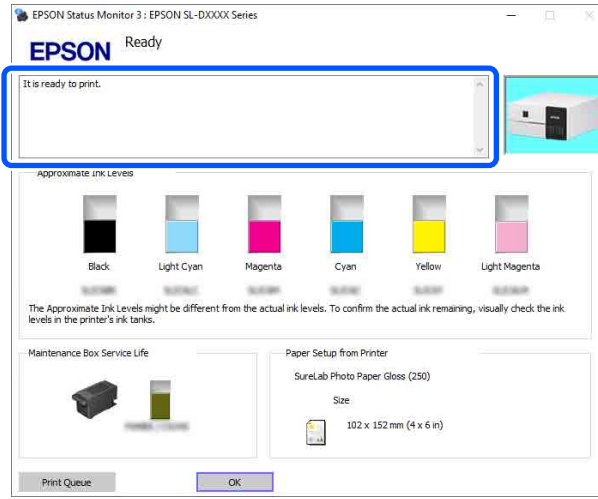 EPSON Status Monitor 3 : EPSON SL-DXXXX Series
EPSON
Ready
It is ready to print.
Approximate Ink Levels
Black Light Cyan Magenta Cyan Yellow Light Magenta
The Approximate Ink Levels might be different from the actual ink levels. To confirm the actual ink remaining, visually check the ink
levels in the printer's ink tanks.
Maintenance Box Service Life
Paper Setup from Printer
SureLab Photo Paper Gloss (250)
Size
102 x 152 mm (4 x 6 in)
Print Queue OK